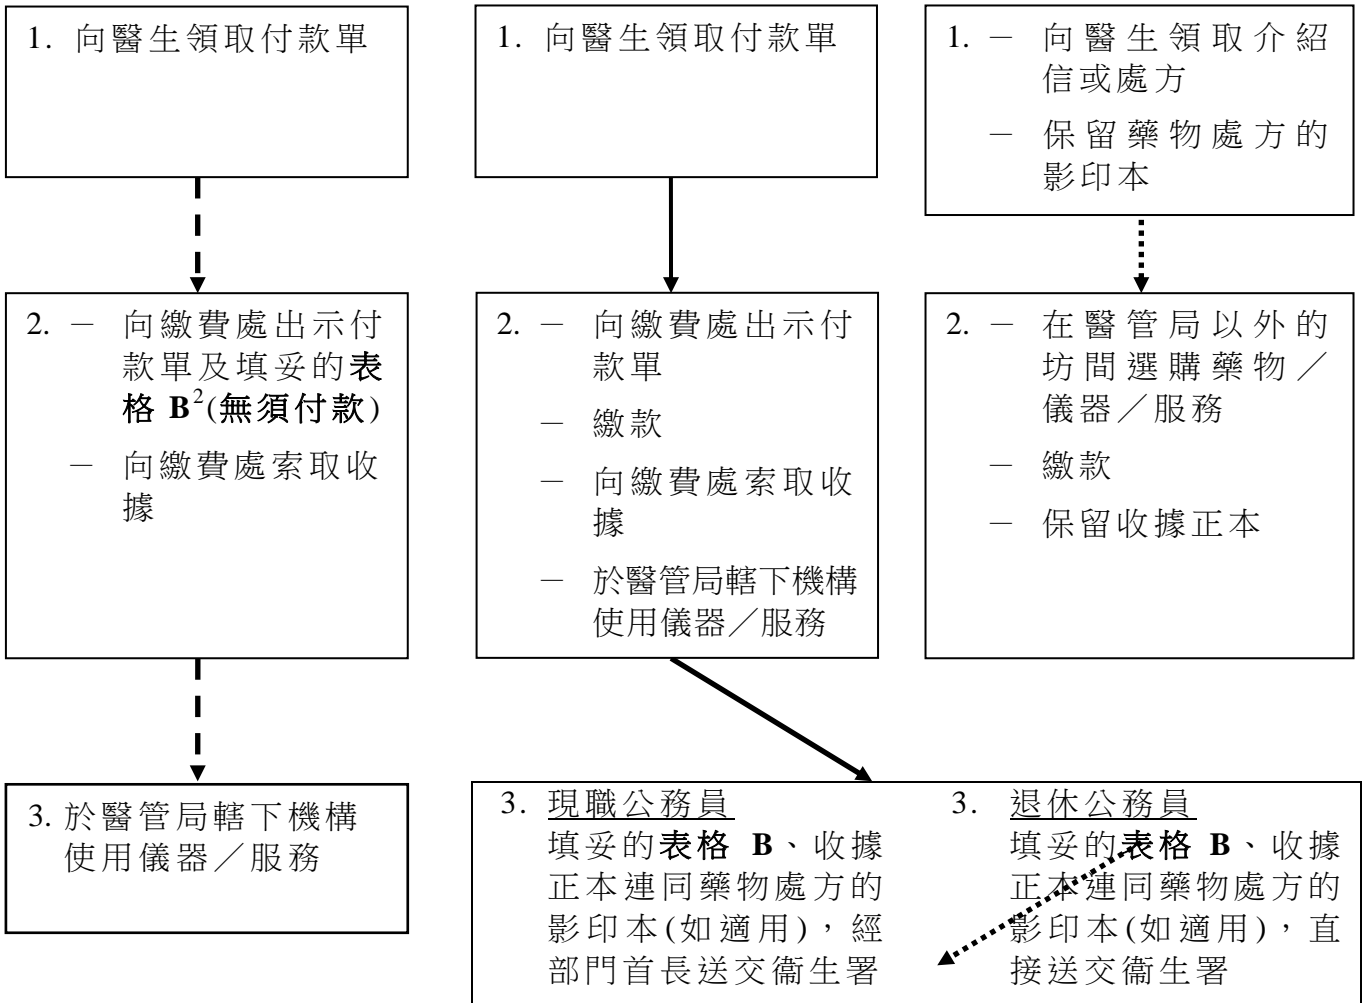 1. 向醫生領取付款單
1. 向醫生領取付款單
1. － 向醫生領取介紹
信或處方
－ 保留藥物處方的
影印本
2. － 向繳費處出示付
款單及填妥的表
格 B2(無須付款)
－ 向繳費處索取收
據
2. － 向繳費處出示付
款單
－ 繳款
－ 向繳費處索取收
據
－ 於醫管局轄下機構
使用儀器／服務
2. － 在醫管局以外的
坊間選購藥物／
儀器／服務
－ 繳款
－ 保留收據正本
3. 於醫管局轄下機構
使用儀器／服務
3. 現職公務員
填妥的表格 B、收據
正本連同藥物處方的
影印本(如適用)，經
部門首長送交衞生署
3. 退休公務員
填妥的表格 B、收據
正本連同藥物處方的
影印本(如適用)，直
接送交衞生署